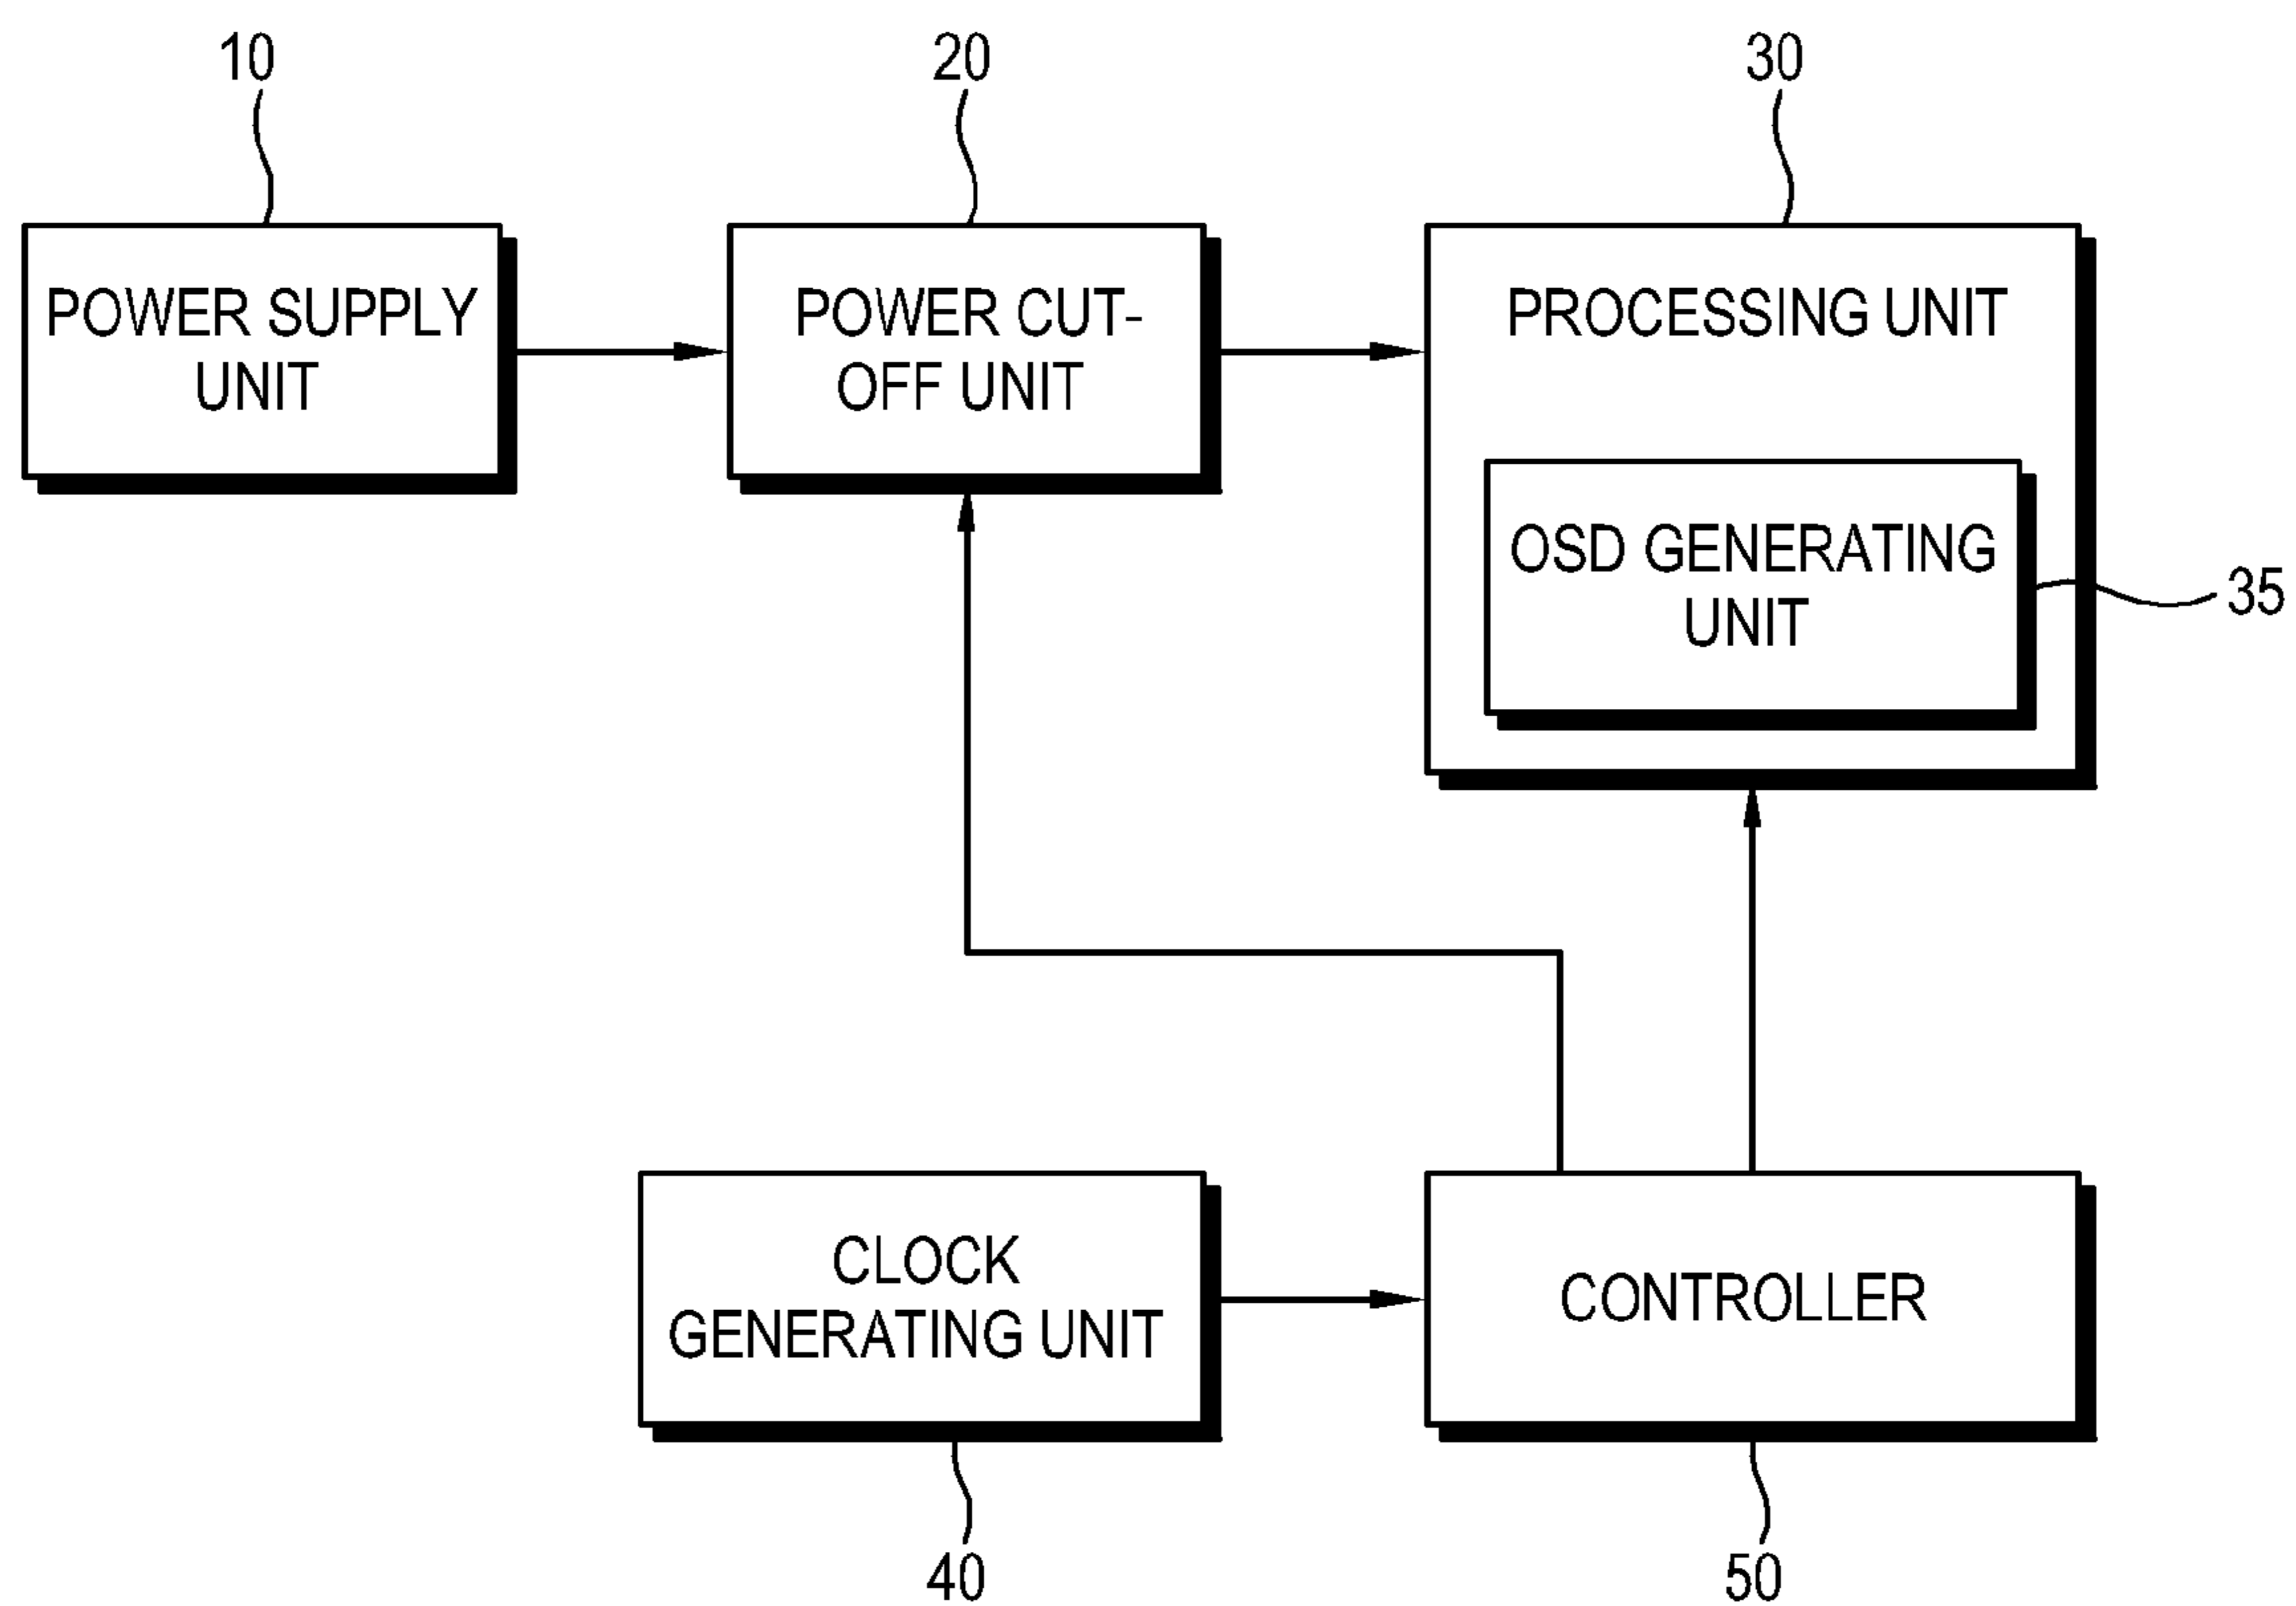 10
20
30
POWER SUPPLY
UNIT
POWER CUT-
OFF UNIT
PROCESSING UNIT
OSD GENERATING
UNIT
35
CLOCK
GENERATING UNIT
CONTROLLER
40
50